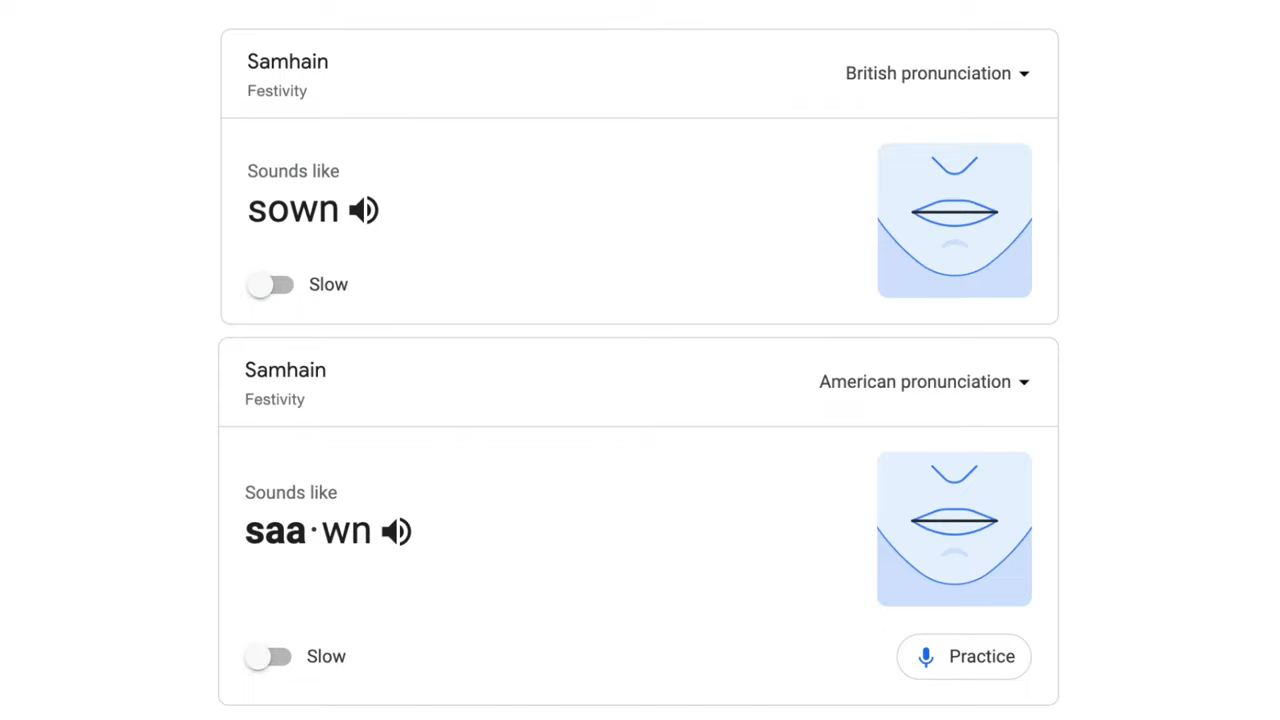 Samhain
Festivity
British pronunciation
Sounds like
sown
Slow
Samhain
Festivity
American pronunciation
Sounds like
saa·wn
Slow
Practice